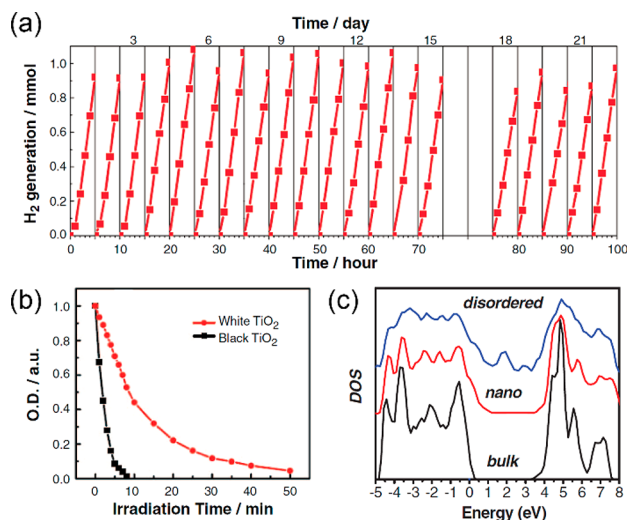 (a)
Time / day
3 6 9 12 15 18 21
H₂ generation / mmol
1.0
0.8
0.6
0.4
0.2
0.0
0 10 20 30 40 50 60 70 80 90 100
Time / hour
(b)
O.D. / a.u.
1.0
0.8
0.6
0.4
0.2
0.0
White TiO₂
Black TiO₂
0 10 20 30 40 50
Irradiation Time / min
(c)
DOS
disordered
nano
bulk
-5 -4 -3 -2 -1 0 1 2 3 4 5 6 7 8
Energy (eV)